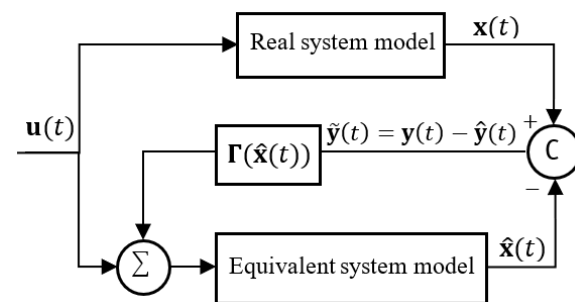 Real system model
𝐱(t)
𝐮(t)
𝚪(𝐱̂(t))
𝐲̃(t) = 𝐲(t) − 𝐲̂(t)
+
C
−
Σ
Equivalent system model
𝐱̂(t)